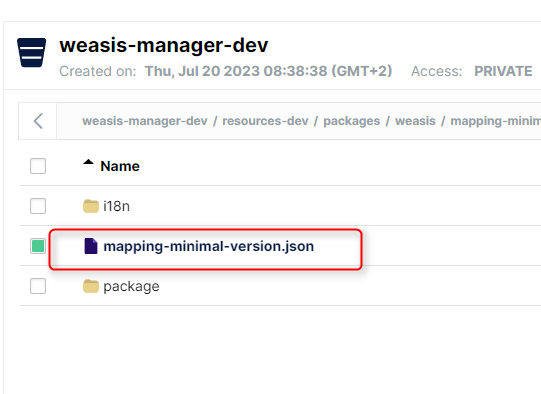 weasis-manager-dev
Created on: Thu, Jul 20 2023 08:38:38 (GMT+2) Access: PRIVATE
weasis-manager-dev / resources-dev / packages / weasis / mapping-minim
Name
i18n
mapping-minimal-version.json
package